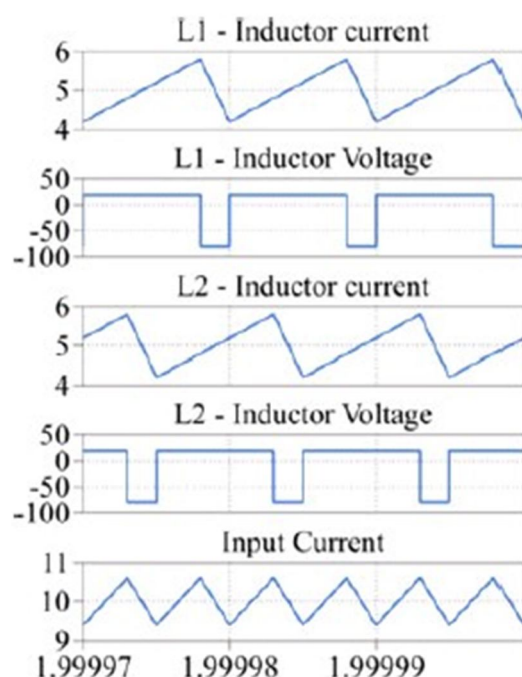 L1 - Inductor current
6
5
4
L1 - Inductor Voltage
50
0
-50
-100
L2 - Inductor current
6
5
4
L2 - Inductor Voltage
50
0
-50
-100
Input Current
11
10
9
1.99997 1.99998 1.99999